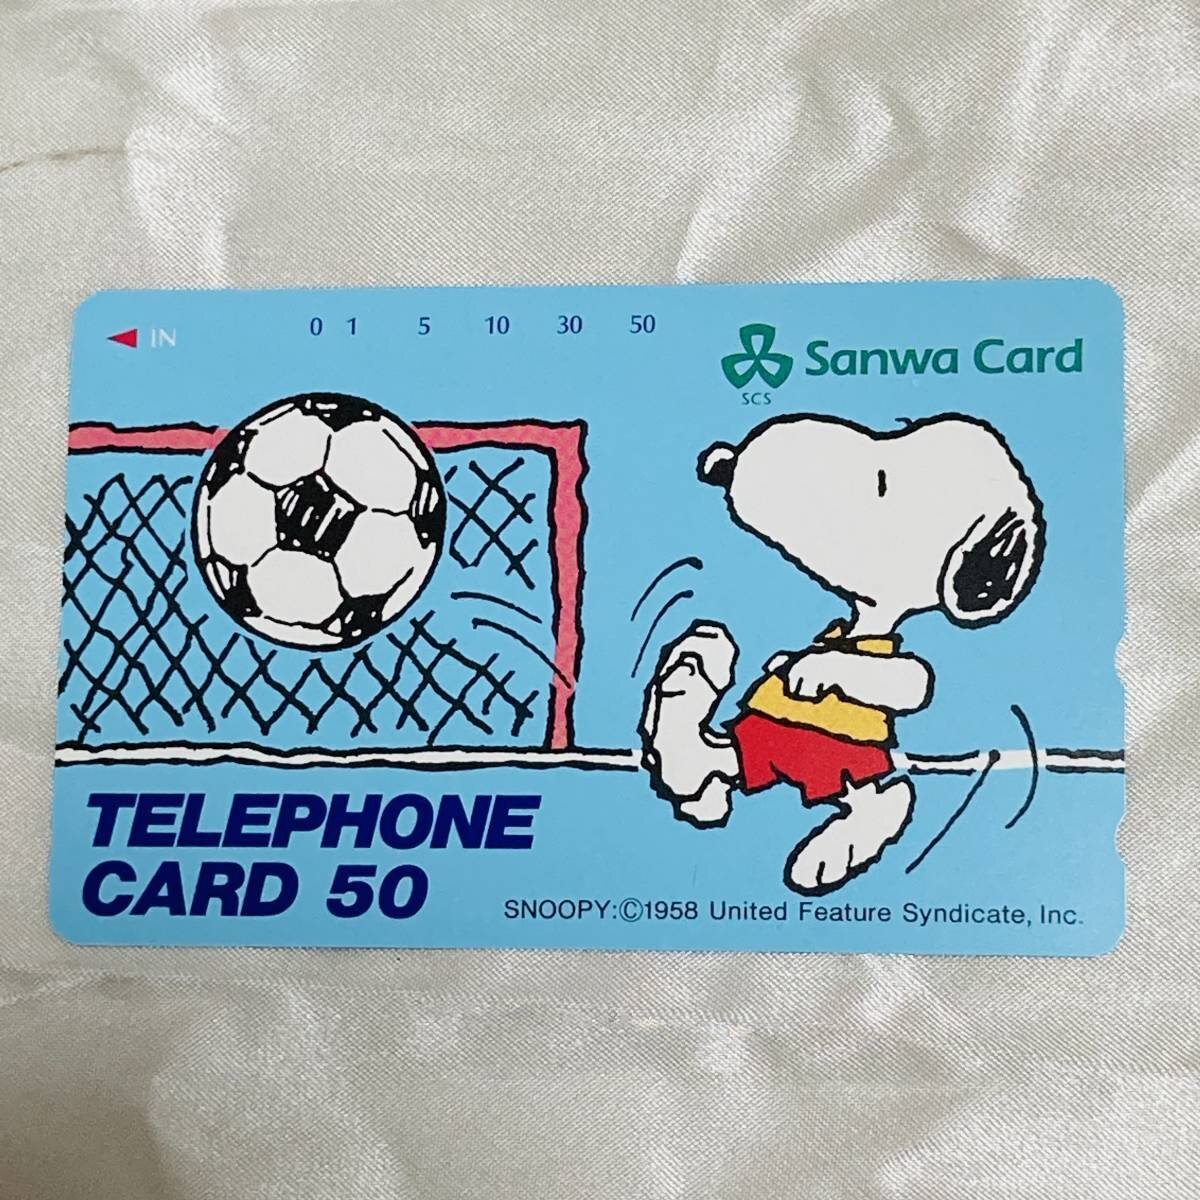 IN
0 1 5 10 30 50
Sanwa Card
SCS
TELEPHONE
CARD 50
SNOOPY:©1958 United Feature Syndicate, Inc.